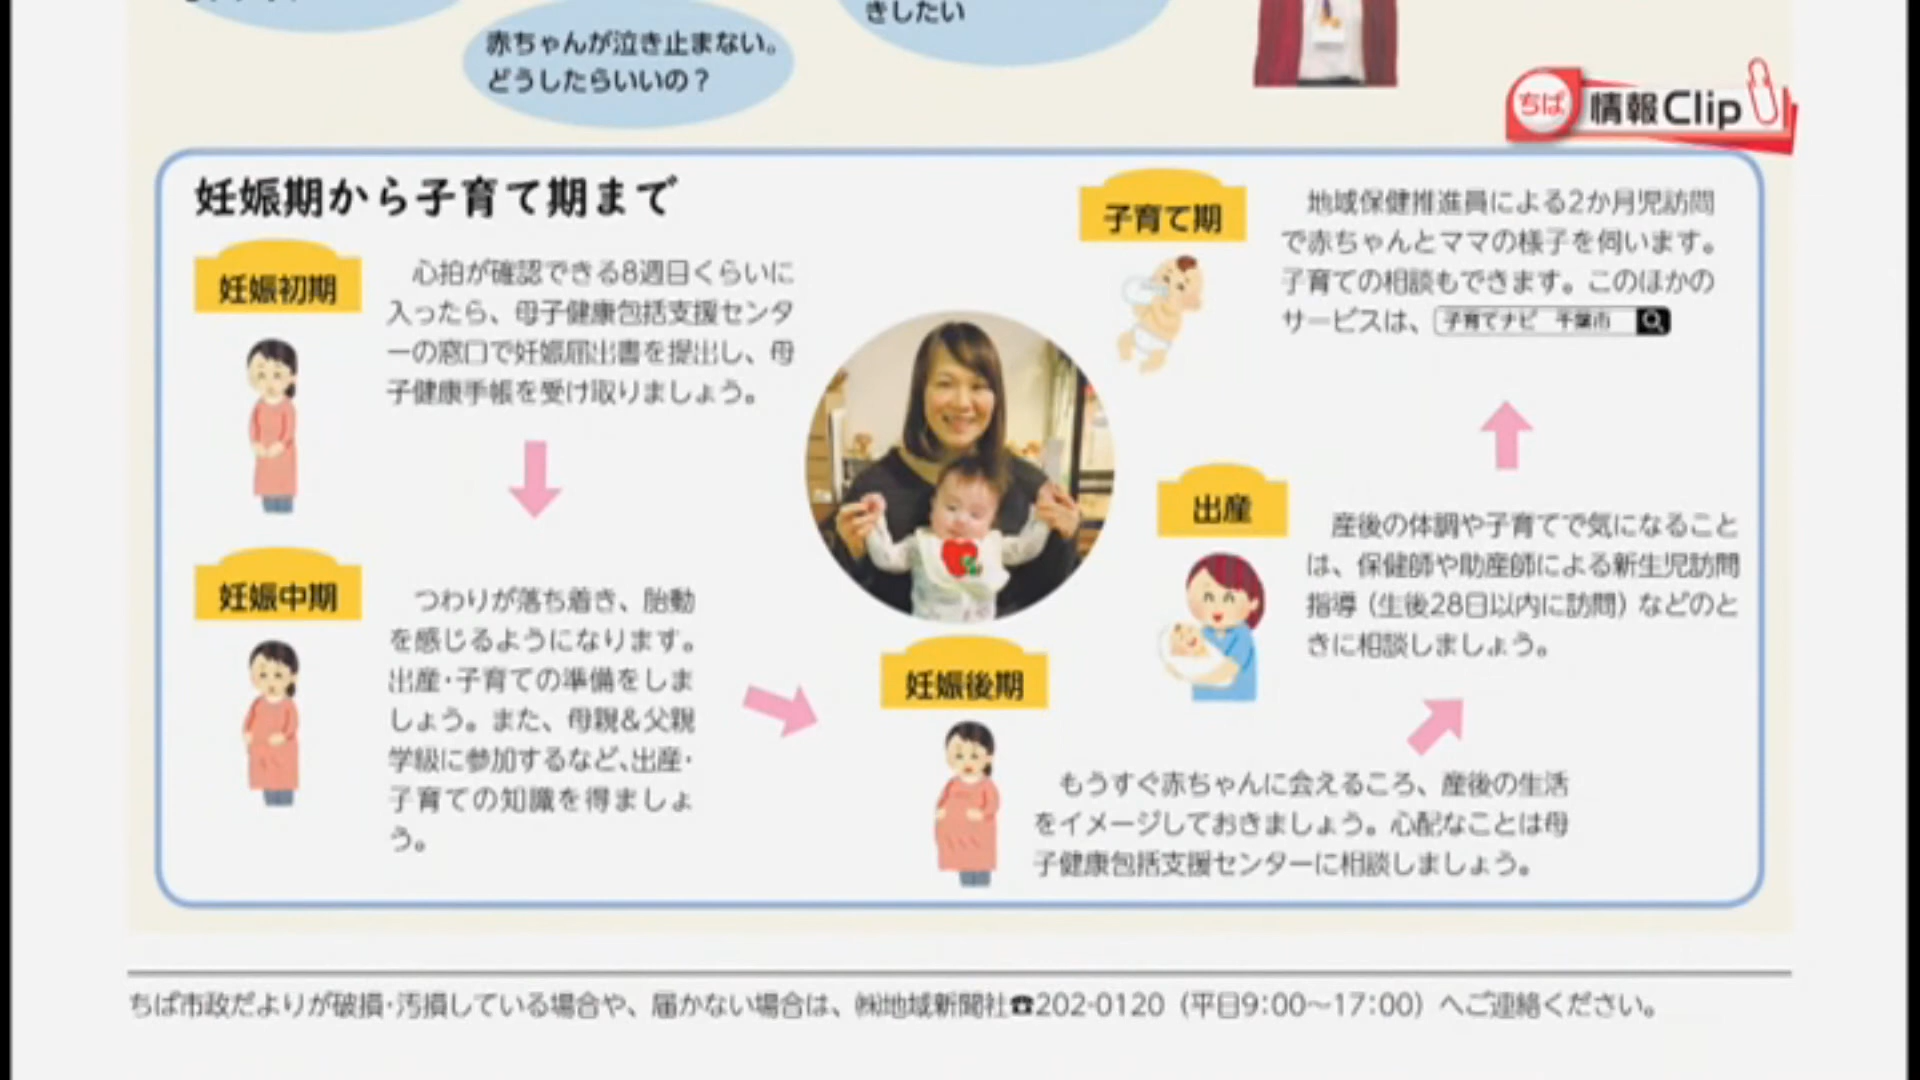 きしたい
赤ちゃんが泣き止まない。
どうしたらいいの？
ちば 情報Clip
妊娠期から子育て期まで
妊娠初期
心拍が確認できる8週目くらいに
入ったら、母子健康包括支援センタ
ーの窓口で妊娠届出書を提出し、母
子健康手帳を受け取りましょう。
妊娠中期
つわりが落ち着き、胎動
を感じるようになります。
出産・子育ての準備をしま
しょう。また、母親＆父親
学級に参加するなど、出産・
子育ての知識を得ましょ
う。
妊娠後期
もうすぐ赤ちゃんに会えるころ、産後の生活
をイメージしておきましょう。心配なことは母
子健康包括支援センターに相談しましょう。
出産
産後の体調や子育てで気になること
は、保健師や助産師による新生児訪問
指導（生後28日以内に訪問）などのと
きに相談しましょう。
子育て期
地域保健推進員による2か月児訪問
で赤ちゃんとママの様子を伺います。
子育ての相談もできます。このほかの
サービスは、子育てナビ　千葉市
ちば市政だよりが破損・汚損している場合や、届かない場合は、㈱地域新聞社☎202-0120（平日9：00～17：00）へご連絡ください。